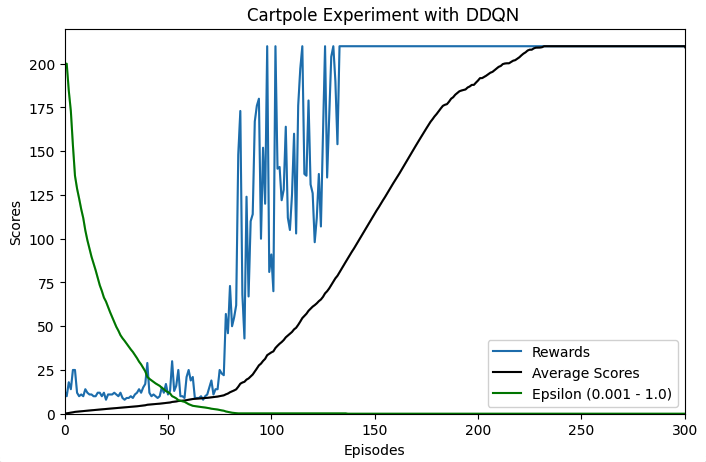 Cartpole Experiment with DDQN
Scores
200
175
150
125
100
75
50
25
0
0 50 100 150 200 250 300
Episodes
Rewards
Average Scores
Epsilon (0.001 - 1.0)